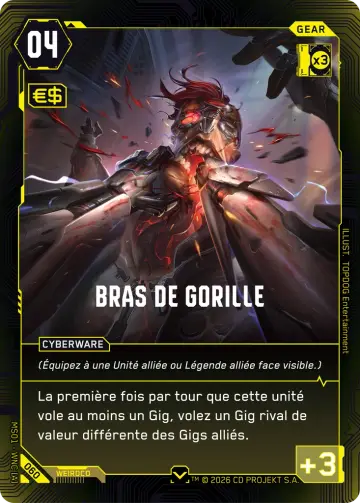 04
GEAR
x3
€$
BRAS DE GORILLE
CYBERWARE
(Équipez à une Unité alliée ou Légende alliée face visible.)
La première fois par tour que cette unité
vole au moins un Gig, volez un Gig rival de
valeur différente des Gigs alliés.
+3
ILLUST. TOPDOG Entertainment
080
WEIRDCO
™ © 2026 CD PROJEKT S.A.